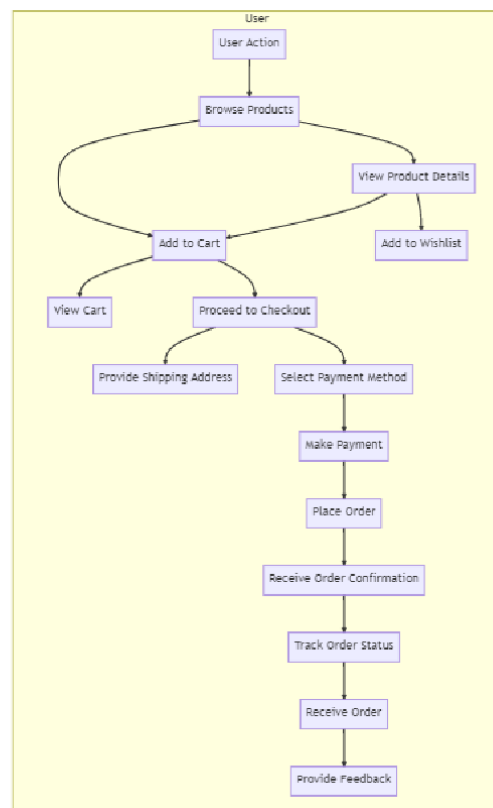 User
User Action
Browse Products
View Product Details
Add to Cart
Add to Wishlist
View Cart
Proceed to Checkout
Provide Shipping Address
Select Payment Method
Make Payment
Place Order
Receive Order Confirmation
Track Order Status
Receive Order
Provide Feedback